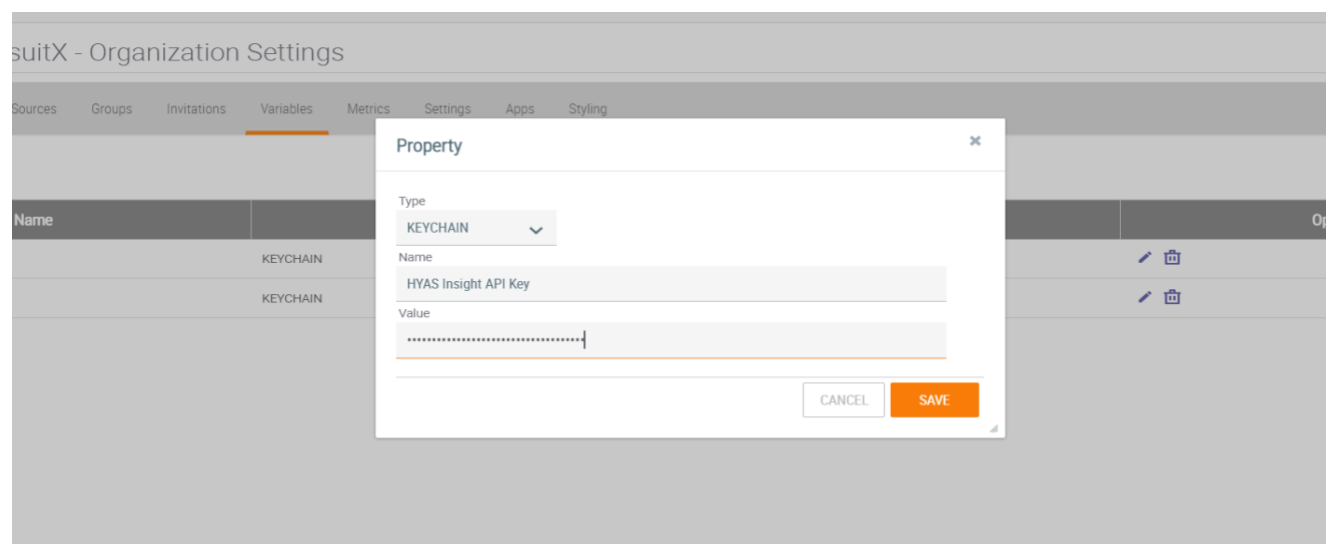 suitX - Organization Settings
Sources Groups Invitations Variables Metrics Settings Apps Styling
Property
Type
KEYCHAIN
Name
HYAS Insight API Key
Value
CANCEL SAVE
Name Op
KEYCHAIN
KEYCHAIN